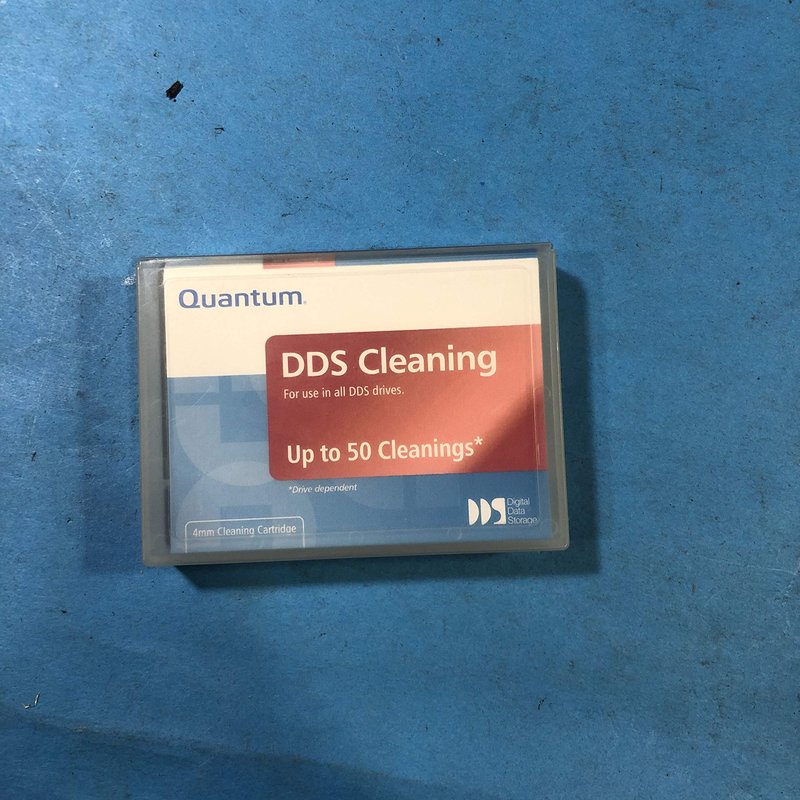 Quantum®
DDS Cleaning
For use in all DDS drives.
Up to 50 Cleanings*
*Drive dependent
DDS
Digital
Data
Storage
4mm Cleaning Cartridge